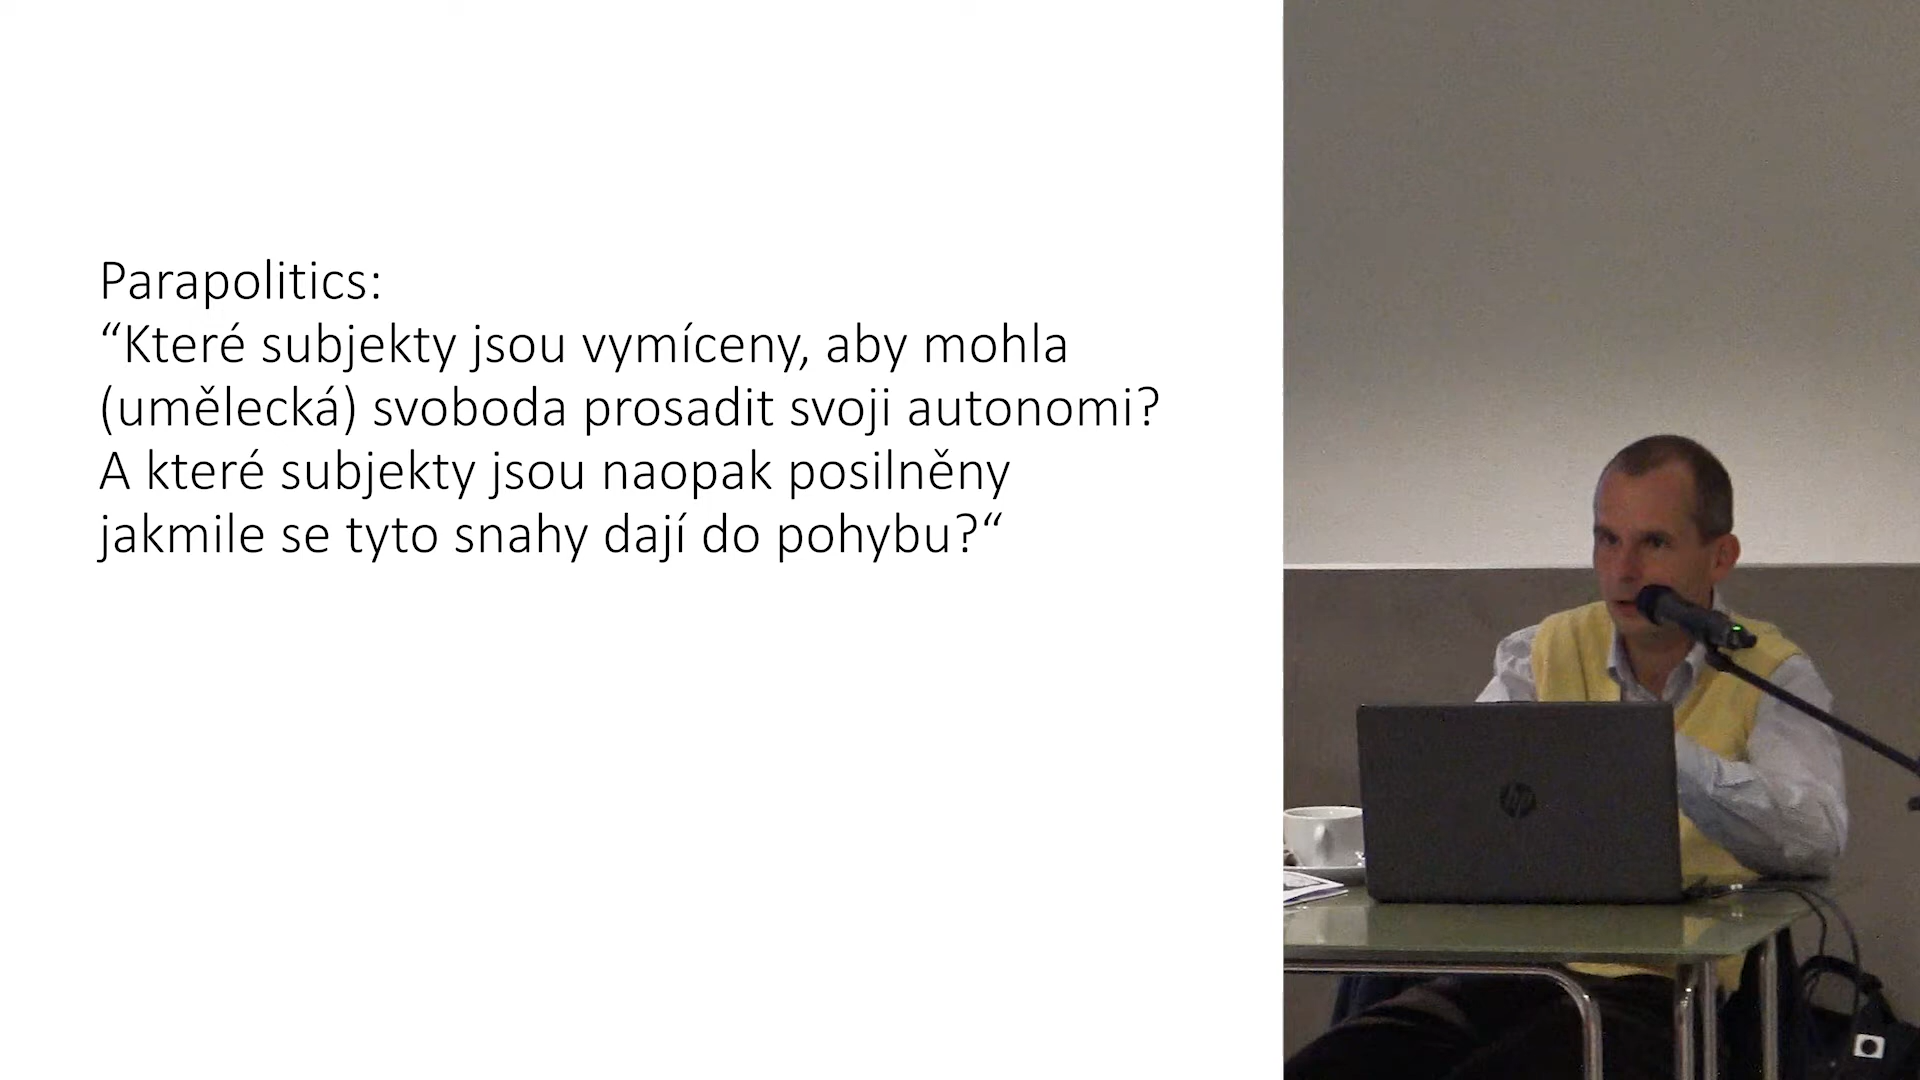 Parapolitics:
“Které subjekty jsou vymíceny, aby mohla
(umělecká) svoboda prosadit svoji autonomi?
A které subjekty jsou naopak posilněny
jakmile se tyto snahy dají do pohybu?“
hp